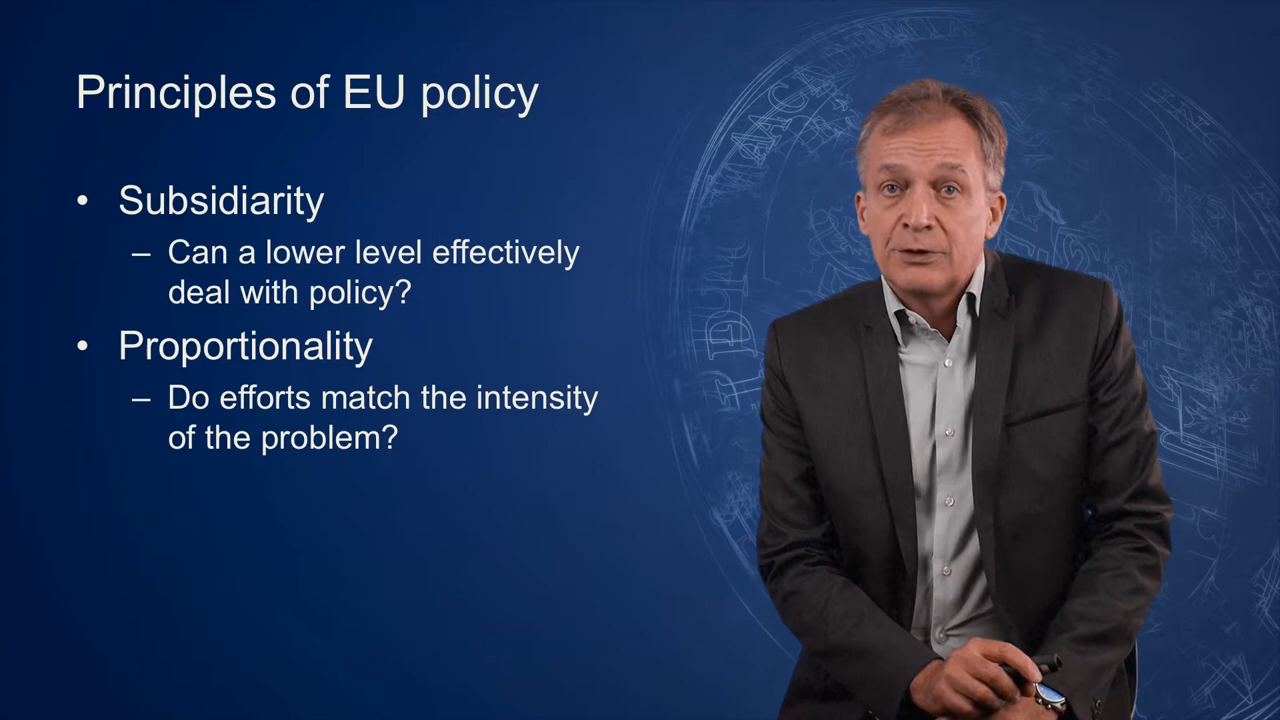 Principles of EU policy
• Subsidiarity
– Can a lower level effectively
deal with policy?
• Proportionality
– Do efforts match the intensity
of the problem?